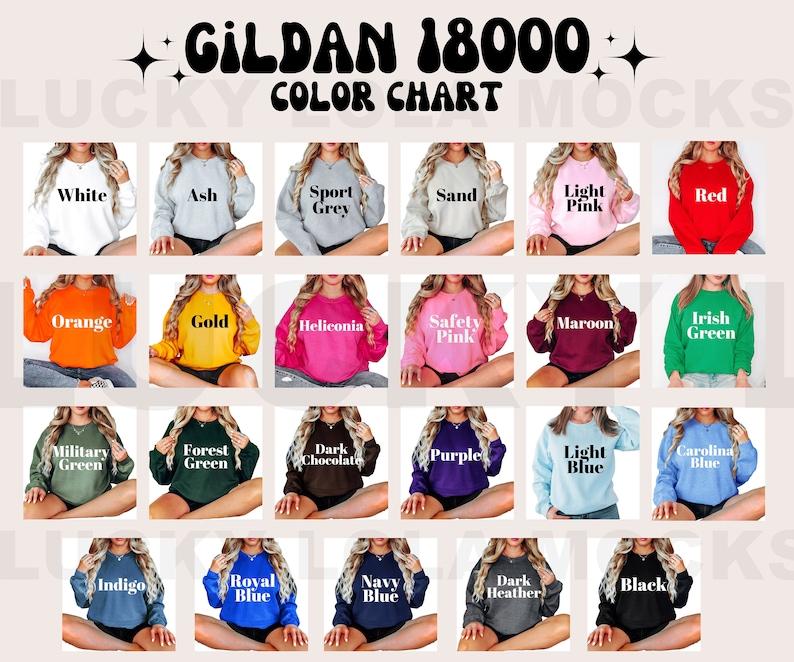 GiLDAN 18000
COLOR CHART
LUCKY LOLA MOCKS
White
Ash
Sport
Grey
Sand
Light
Pink
Red
Orange
Gold
Heliconia
Safety
Pink
Maroon
Irish
Green
LUCKY L
Military
Green
Forest
Green
Dark
Chocolate
Purple
Light
Blue
Carolina
Blue
LUCKY LOLA MOCKS
Indigo
Royal
Blue
Navy
Blue
Dark
Heather
Black